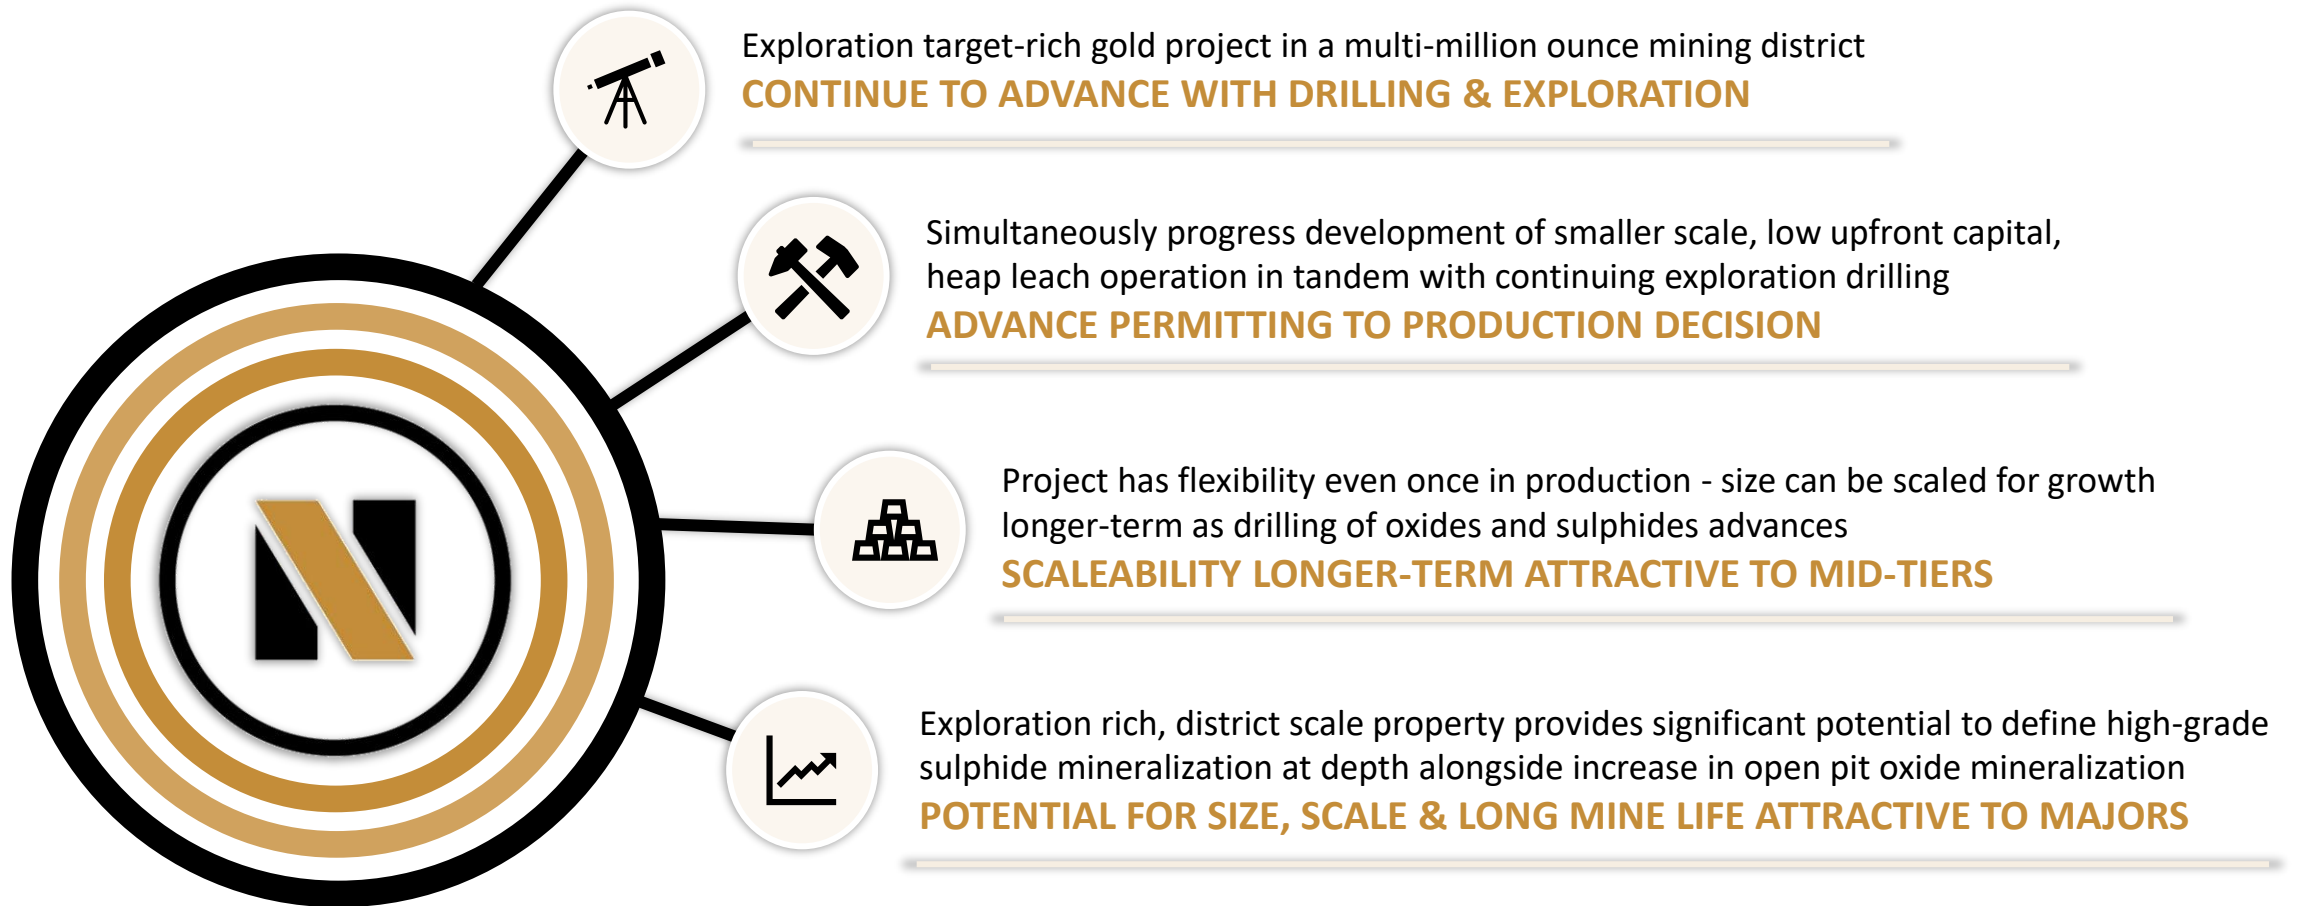 Exploration target-rich gold project in a multi-million ounce mining district
CONTINUE TO ADVANCE WITH DRILLING & EXPLORATION
Simultaneously progress development of smaller scale, low upfront capital,
heap leach operation in tandem with continuing exploration drilling
ADVANCE PERMITTING TO PRODUCTION DECISION
Project has flexibility even once in production - size can be scaled for growth
longer-term as drilling of oxides and sulphides advances
SCALEABILITY LONGER-TERM ATTRACTIVE TO MID-TIERS
Exploration rich, district scale property provides significant potential to define high-grade
sulphide mineralization at depth alongside increase in open pit oxide mineralization
POTENTIAL FOR SIZE, SCALE & LONG MINE LIFE ATTRACTIVE TO MAJORS
N